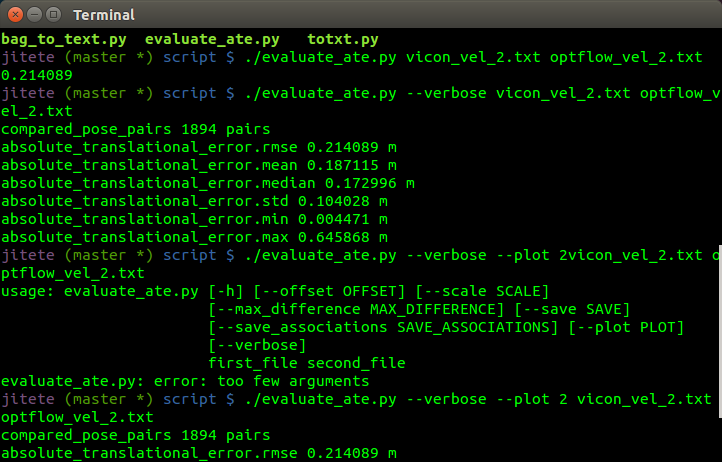 Terminal
bag_to_text.py  evaluate_ate.py   totxt.py
jitete (master *) script $ ./evaluate_ate.py vicon_vel_2.txt optflow_vel_2.txt
0.214089
jitete (master *) script $ ./evaluate_ate.py --verbose vicon_vel_2.txt optflow_v
el_2.txt
compared_pose_pairs 1894 pairs
absolute_translational_error.rmse 0.214089 m
absolute_translational_error.mean 0.187115 m
absolute_translational_error.median 0.172996 m
absolute_translational_error.std 0.104028 m
absolute_translational_error.min 0.004471 m
absolute_translational_error.max 0.645868 m
jitete (master *) script $ ./evaluate_ate.py --verbose --plot 2vicon_vel_2.txt o
ptflow_vel_2.txt
usage: evaluate_ate.py [-h] [--offset OFFSET] [--scale SCALE]
                       [--max_difference MAX_DIFFERENCE] [--save SAVE]
                       [--save_associations SAVE_ASSOCIATIONS] [--plot PLOT]
                       [--verbose]
                       first_file second_file
evaluate_ate.py: error: too few arguments
jitete (master *) script $ ./evaluate_ate.py --verbose --plot 2 vicon_vel_2.txt
optflow_vel_2.txt
compared_pose_pairs 1894 pairs
absolute_translational_error.rmse 0.214089 m